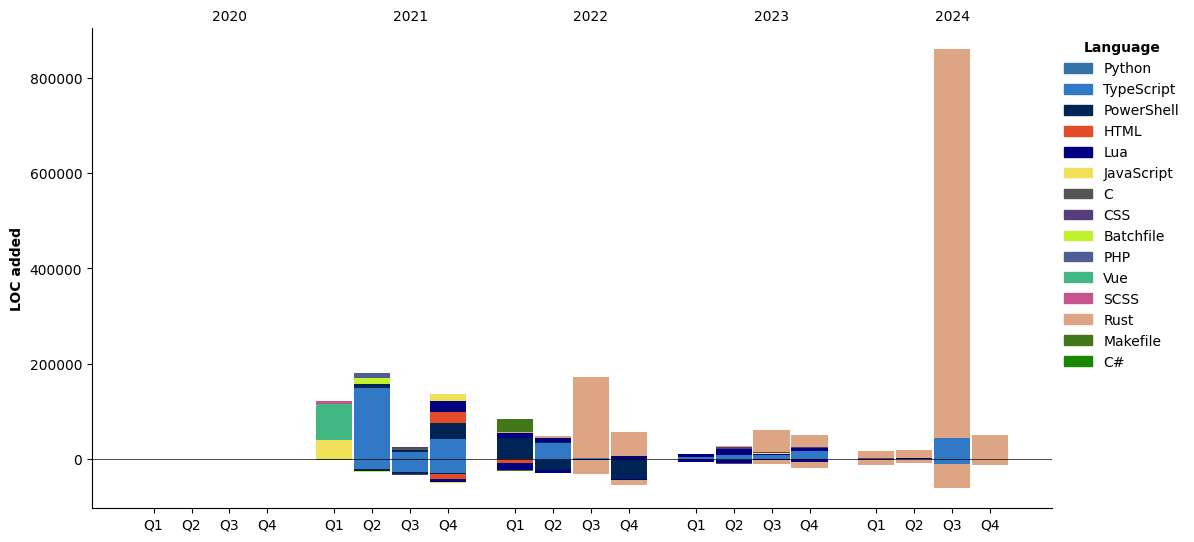 2020 2021 2022 2023 2024
Language
Python
TypeScript
PowerShell
HTML
Lua
JavaScript
C
CSS
Batchfile
PHP
Vue
SCSS
Rust
Makefile
C#
LOC added
800000
600000
400000
200000
0
Q1 Q2 Q3 Q4 Q1 Q2 Q3 Q4 Q1 Q2 Q3 Q4 Q1 Q2 Q3 Q4 Q1 Q2 Q3 Q4